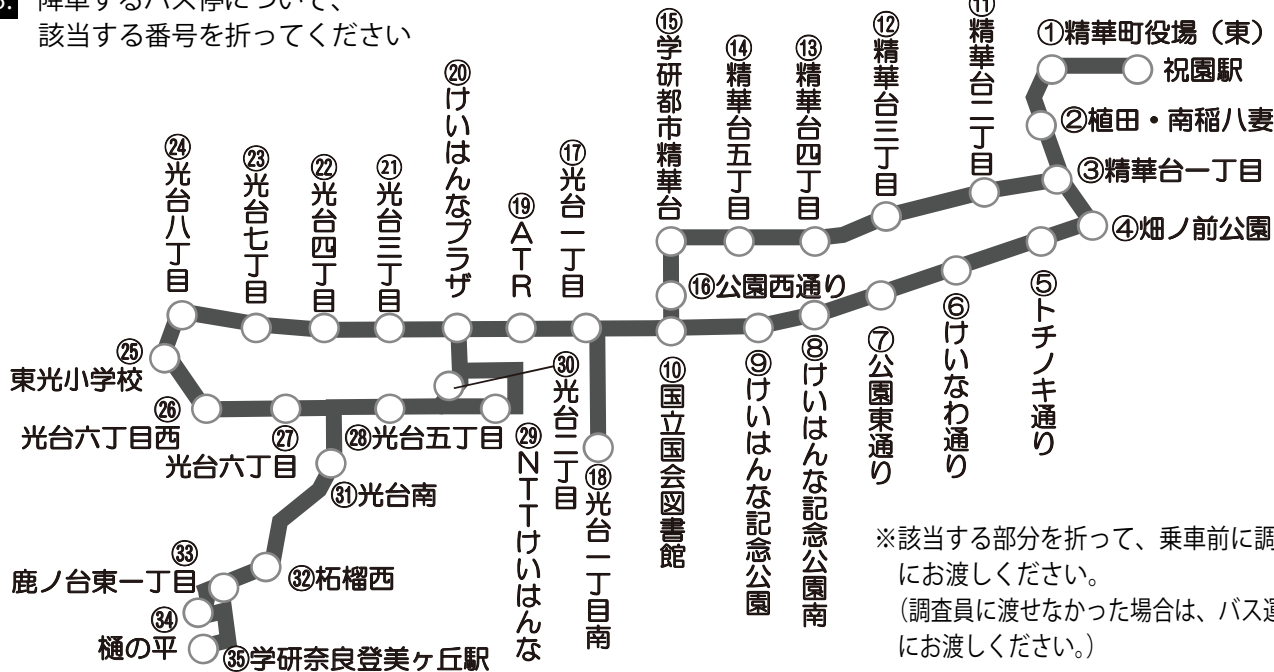 降車するバス停について、
該当する番号を折ってください
①精華町役場（東）
祝園駅
②植田・南稲八妻
③精華台一丁目
④畑ノ前公園
⑤トチノキ通り
⑥けいなわ通り
⑦公園東通り
⑧けいはんな記念公園南
⑨けいはんな記念公園
⑩国立国会図書館
⑪精華台二丁目
⑫精華台三丁目
⑬精華台四丁目
⑭精華台五丁目
⑮学研都市精華台
⑯公園西通り
⑰光台一丁目
⑱光台一丁目南
⑲ATR
⑳けいはんなプラザ
㉑光台三丁目
㉒光台四丁目
㉓光台七丁目
㉔光台八丁目
㉕
東光小学校
㉖
光台六丁目西
㉗
光台六丁目
㉘光台五丁目
㉙NTTけいはんな
㉚光台二丁目
㉛光台南
㉜柘榴西
㉝
鹿ノ台東一丁目
㉞
樋の平
㉟学研奈良登美ヶ丘駅
※該当する部分を折って、乗車前に調
にお渡しください。
（調査員に渡せなかった場合は、バス運
にお渡しください。）